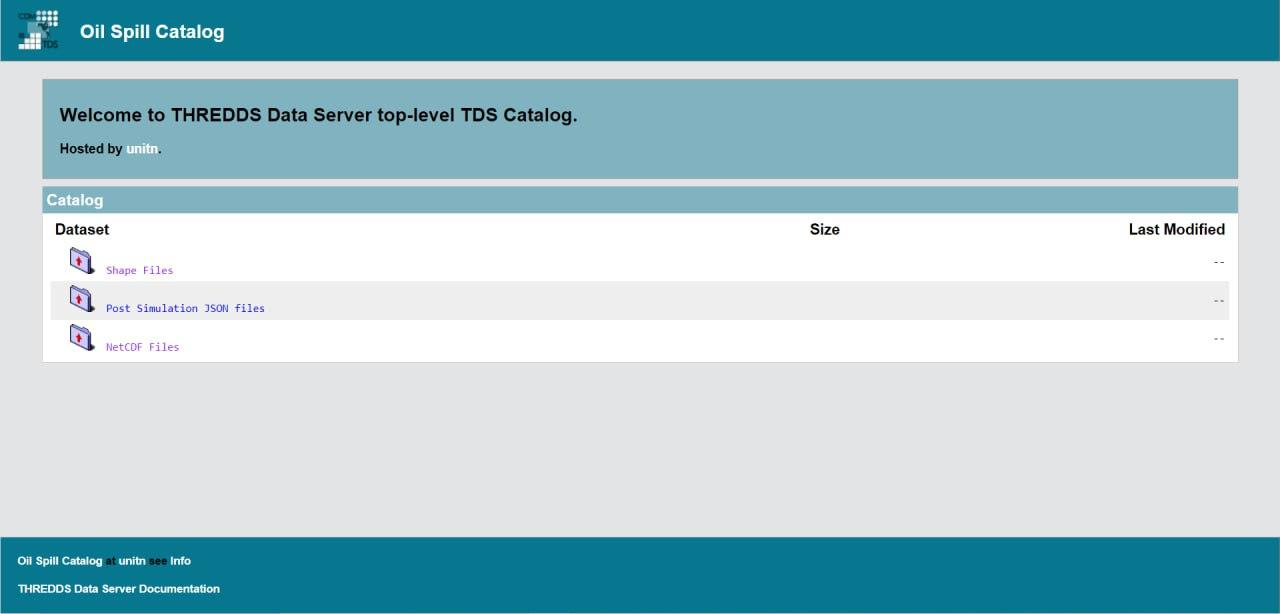 COM
TDS
Oil Spill Catalog
Welcome to THREDDS Data Server top-level TDS Catalog.
Hosted by unitn.
Catalog
Dataset Size Last Modified
Shape Files --
Post Simulation JSON files --
NetCDF Files --
Oil Spill Catalog at unitn see Info
THREDDS Data Server Documentation